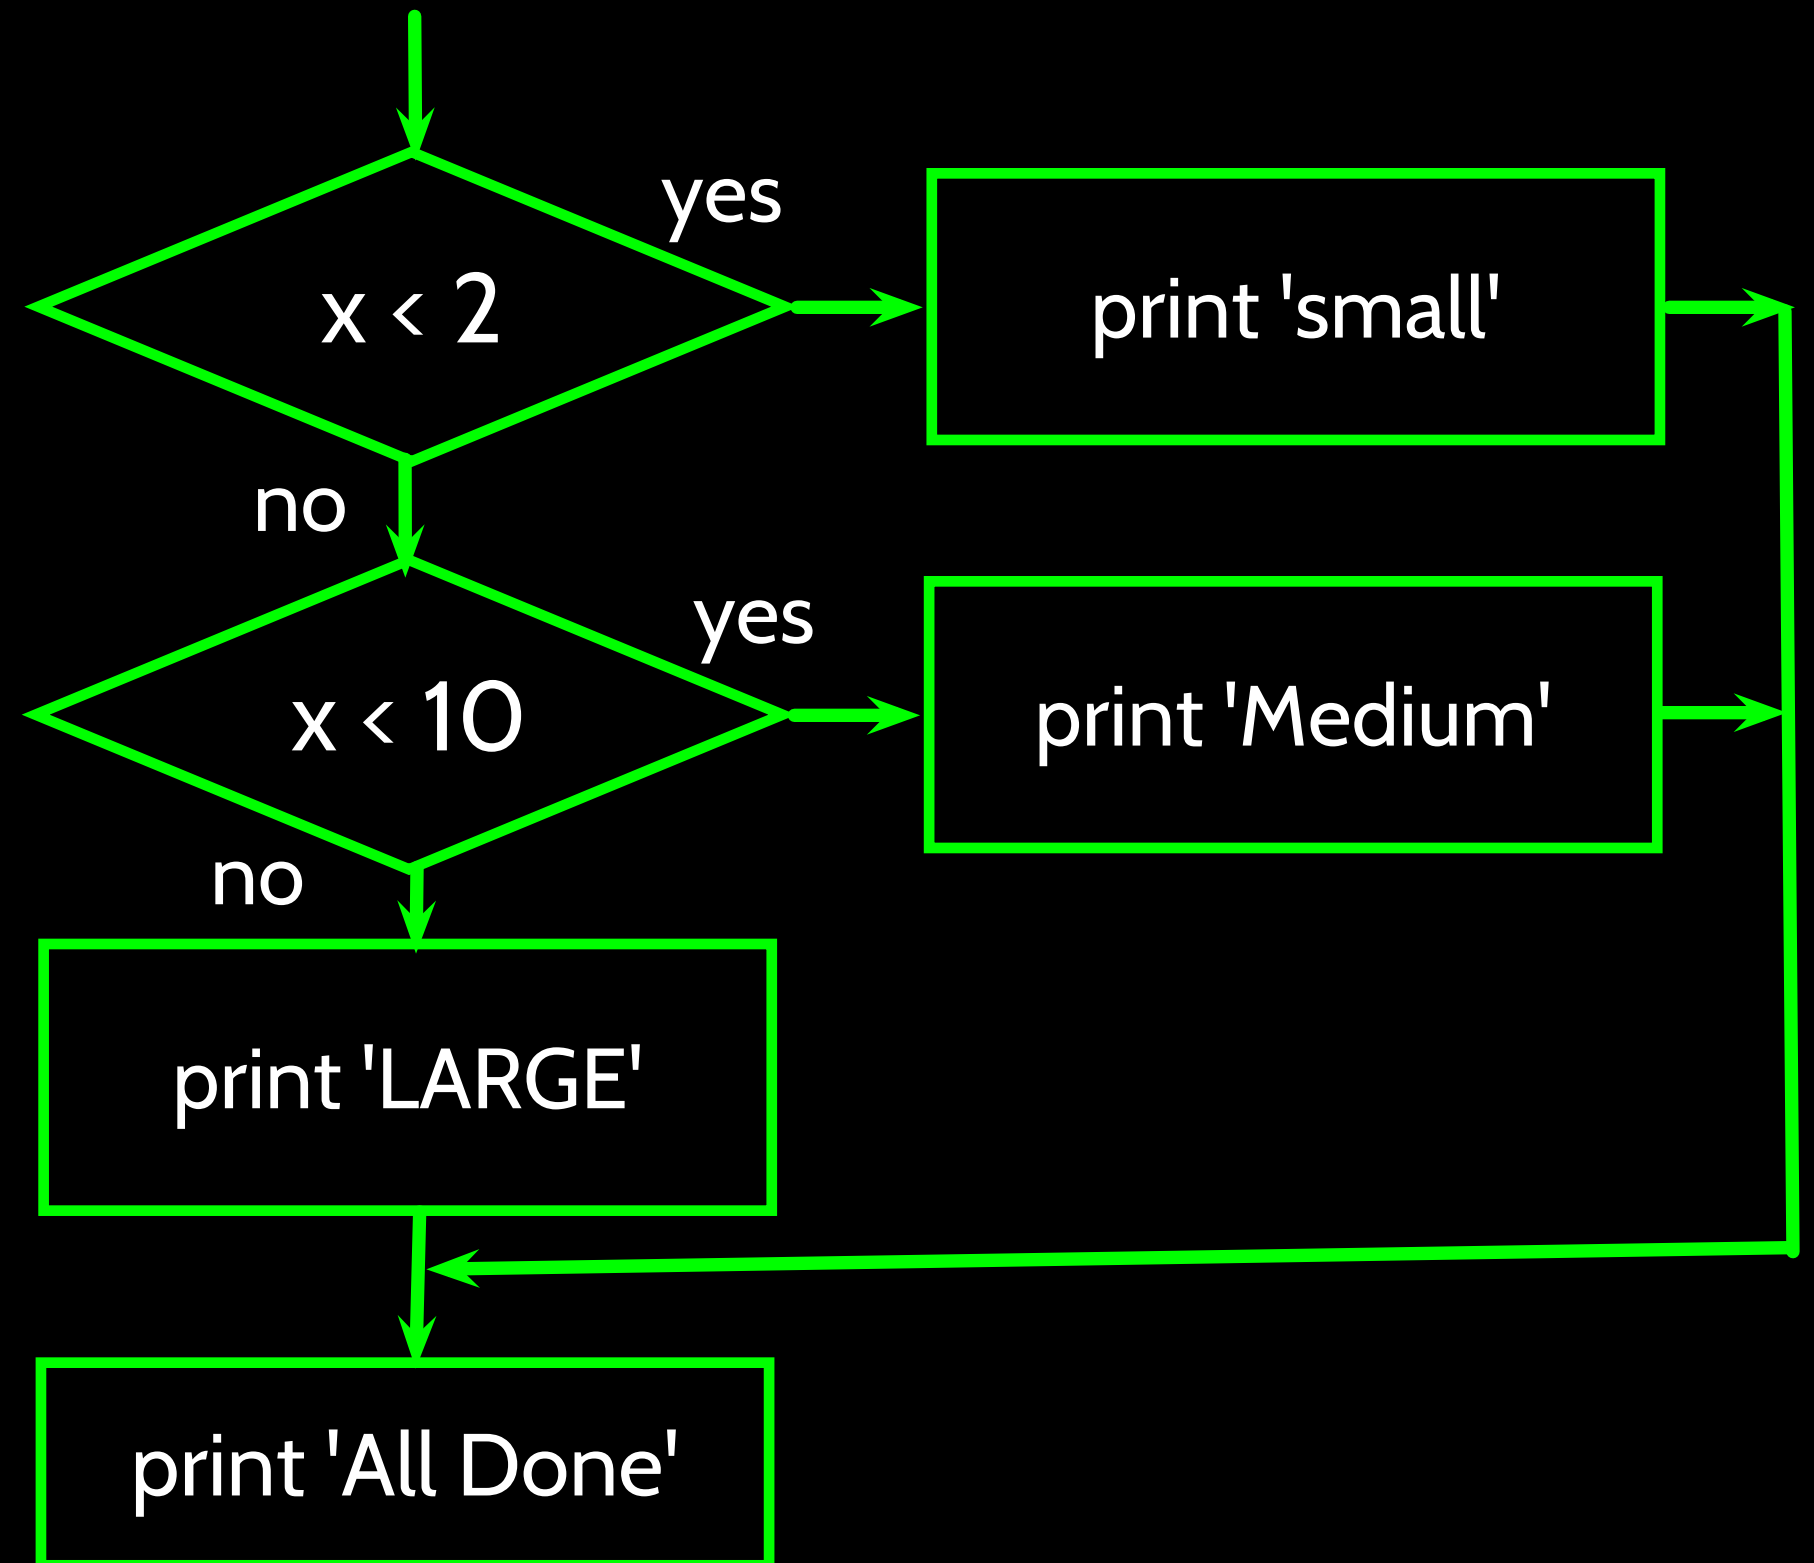 yes
x < 2
print 'small'
no
yes
x < 10
print 'Medium'
no
print 'LARGE'
print 'All Done'